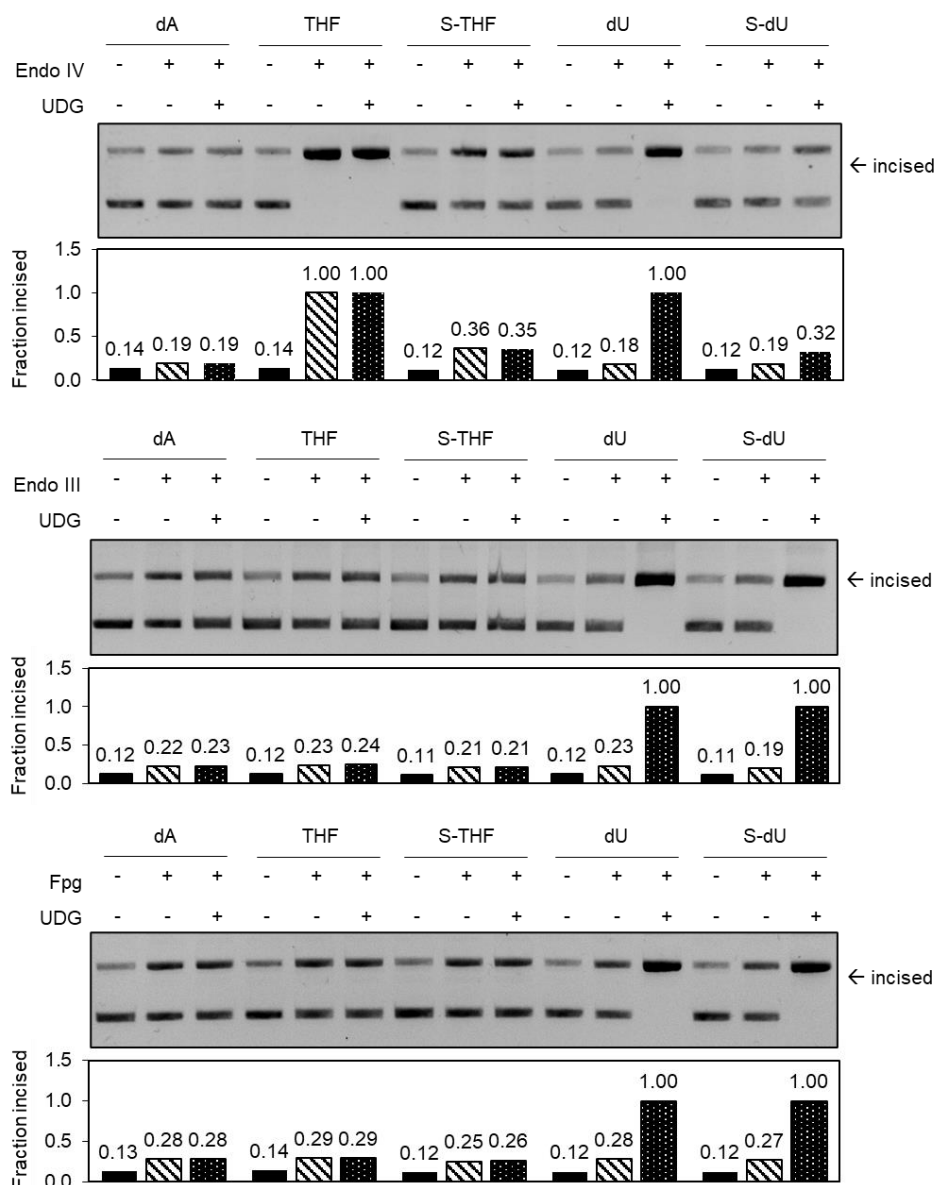 dA THF S-THF dU S-dU
Endo IV - + + - + + - + + - + + - + +
UDG - - + - - + - - + - - + - - +
← incised
Fraction incised
1.5
1.0
0.5
0.0
0.14 0.19 0.19 0.14 1.00 1.00 0.12 0.36 0.35 0.12 0.18 1.00 0.12 0.19 0.32
dA THF S-THF dU S-dU
Endo III - + + - + + - + + - + + - + +
UDG - - + - - + - - + - - + - - +
← incised
Fraction incised
1.5
1.0
0.5
0.0
0.12 0.22 0.23 0.12 0.23 0.24 0.11 0.21 0.21 0.12 0.23 1.00 0.11 0.19 1.00
dA THF S-THF dU S-dU
Fpg - + + - + + - + + - + + - + +
UDG - - + - - + - - + - - + - - +
← incised
Fraction incised
1.5
1.0
0.5
0.0
0.13 0.28 0.28 0.14 0.29 0.29 0.12 0.25 0.26 0.12 0.28 1.00 0.12 0.27 1.00